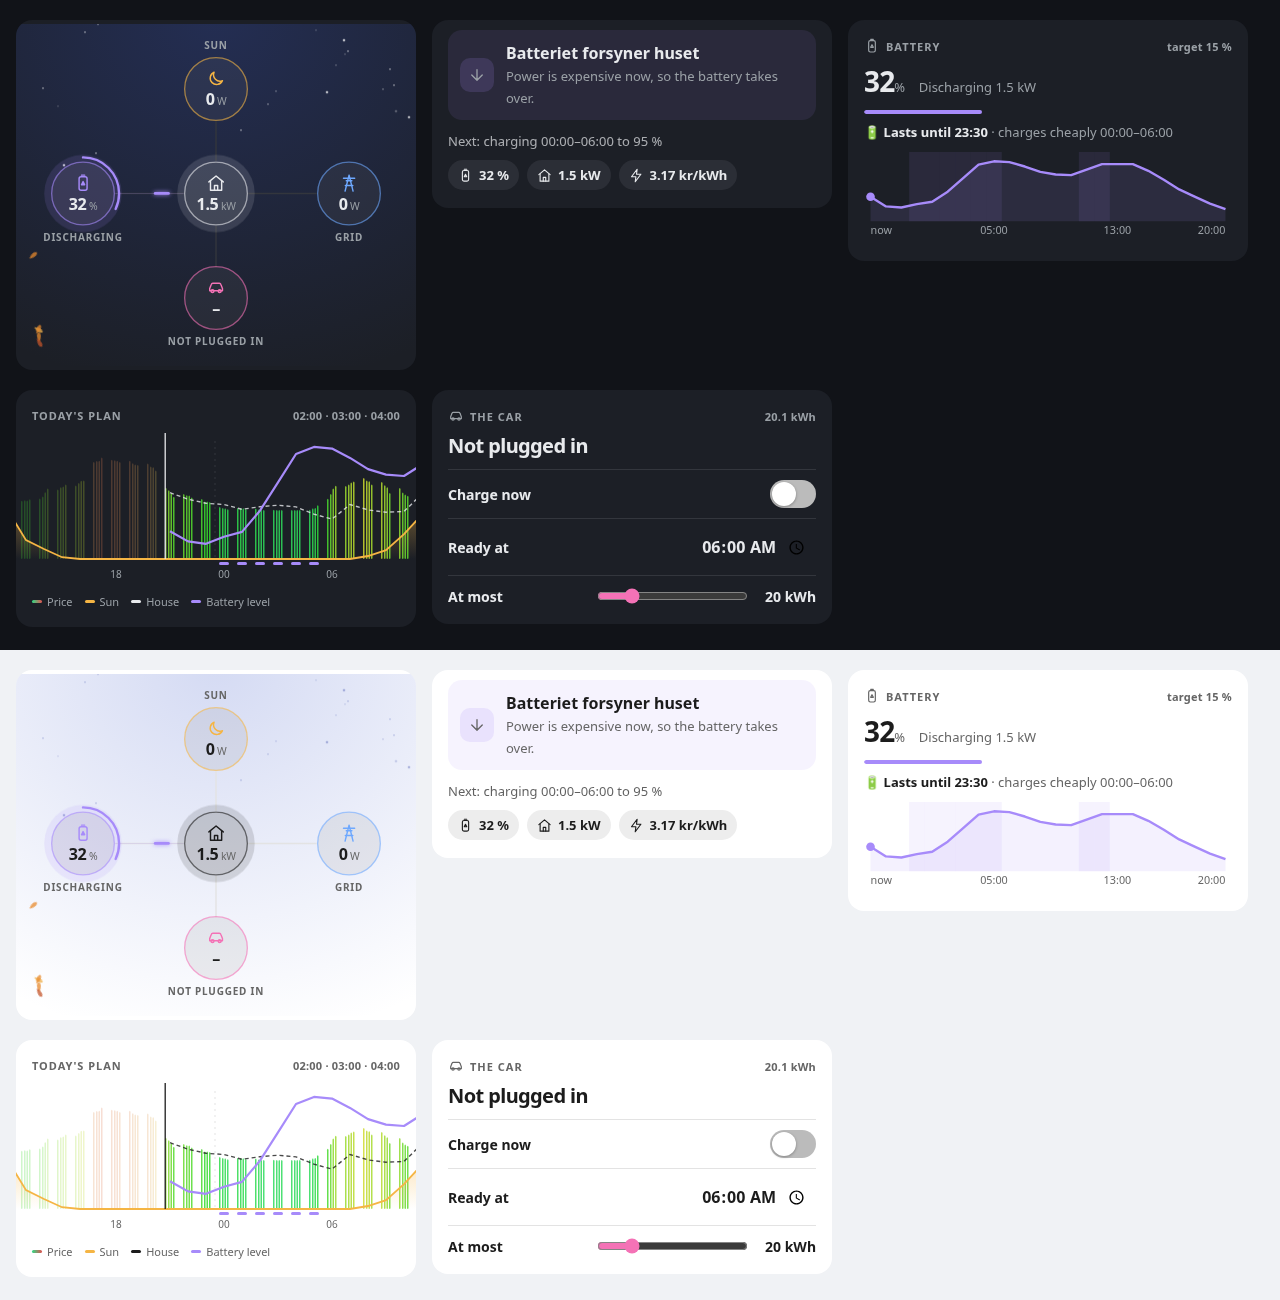 SUN
0 W
32 %
DISCHARGING
1.5 kW
0 W
GRID
–
NOT PLUGGED IN
Batteriet forsyner huset
Power is expensive now, so the battery takes
over.
Next: charging 00:00–06:00 to 95 %
32 %
1.5 kW
3.17 kr/kWh
BATTERY
target 15 %
32% Discharging 1.5 kW
Lasts until 23:30 · charges cheaply 00:00–06:00
now 05:00 13:00 20:00
TODAY'S PLAN
02:00 · 03:00 · 04:00
18 00 06
Price Sun House Battery level
THE CAR
20.1 kWh
Not plugged in
Charge now
Ready at
06:00 AM
At most
20 kWh
SUN
0 W
32 %
DISCHARGING
1.5 kW
0 W
GRID
–
NOT PLUGGED IN
Batteriet forsyner huset
Power is expensive now, so the battery takes
over.
Next: charging 00:00–06:00 to 95 %
32 %
1.5 kW
3.17 kr/kWh
BATTERY
target 15 %
32% Discharging 1.5 kW
Lasts until 23:30 · charges cheaply 00:00–06:00
now 05:00 13:00 20:00
TODAY'S PLAN
02:00 · 03:00 · 04:00
18 00 06
Price Sun House Battery level
THE CAR
20.1 kWh
Not plugged in
Charge now
Ready at
06:00 AM
At most
20 kWh